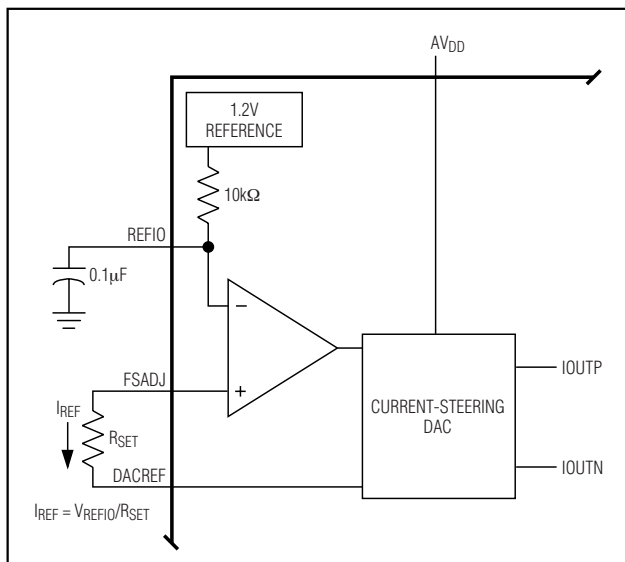 AVDD
1.2V
REFERENCE
10kΩ
REFIO
0.1μF
−
FSADJ
+
IREF
RSET
DACREF
CURRENT-STEERING
DAC
IOUTP
IOUTN
IREF = VREFIO/RSET